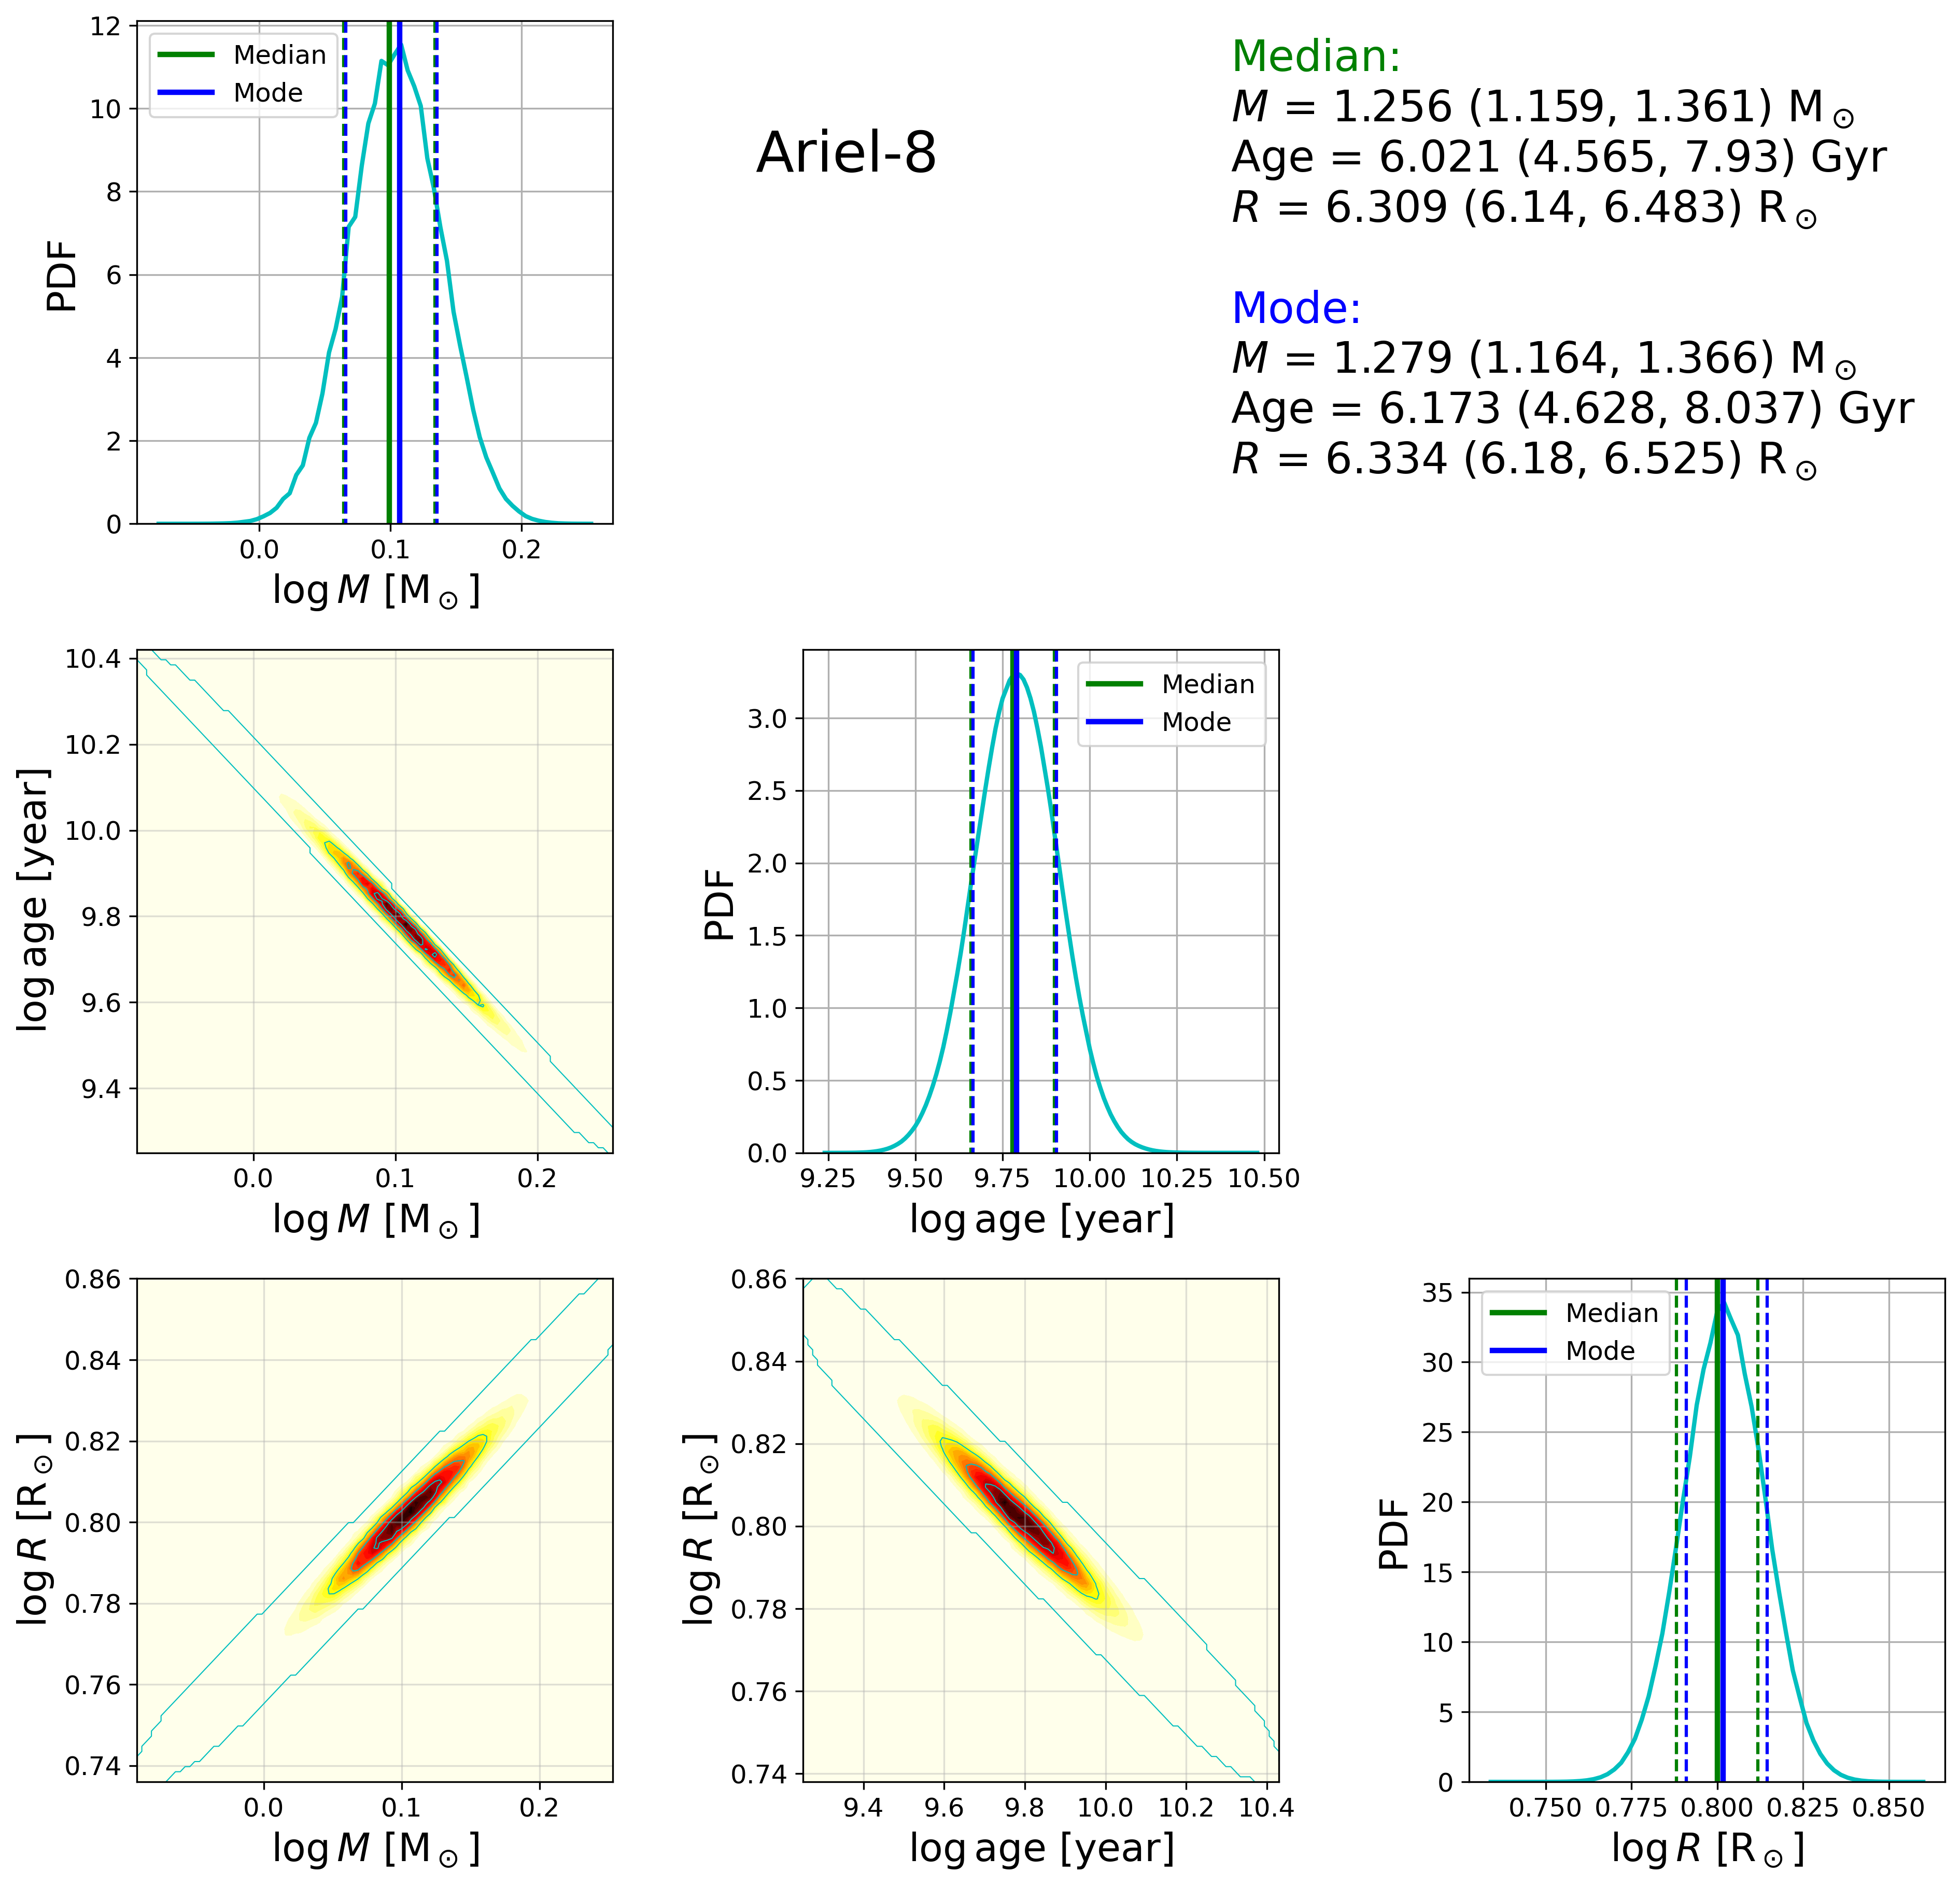 12
10
8
6
4
2
0
PDF
Median
Mode
0.0 0.1 0.2
log M [M⊙]
Ariel-8
Median:
M = 1.256 (1.159, 1.361) M⊙
Age = 6.021 (4.565, 7.93) Gyr
R = 6.309 (6.14, 6.483) R⊙
Mode:
M = 1.279 (1.164, 1.366) M⊙
Age = 6.173 (4.628, 8.037) Gyr
R = 6.334 (6.18, 6.525) R⊙
10.4
10.2
10.0
9.8
9.6
9.4
log age [year]
0.0 0.1 0.2
log M [M⊙]
3.0
2.5
2.0
1.5
1.0
0.5
0.0
PDF
Median
Mode
9.25 9.50 9.75 10.00 10.25 10.50
log age [year]
0.86
0.84
0.82
0.80
0.78
0.76
0.74
log R [R⊙]
0.0 0.1 0.2
log M [M⊙]
0.86
0.84
0.82
0.80
0.78
0.76
0.74
log R [R⊙]
9.4 9.6 9.8 10.0 10.2 10.4
log age [year]
35
30
25
20
15
10
5
0
PDF
Median
Mode
0.750 0.775 0.800 0.825 0.850
log R [R⊙]